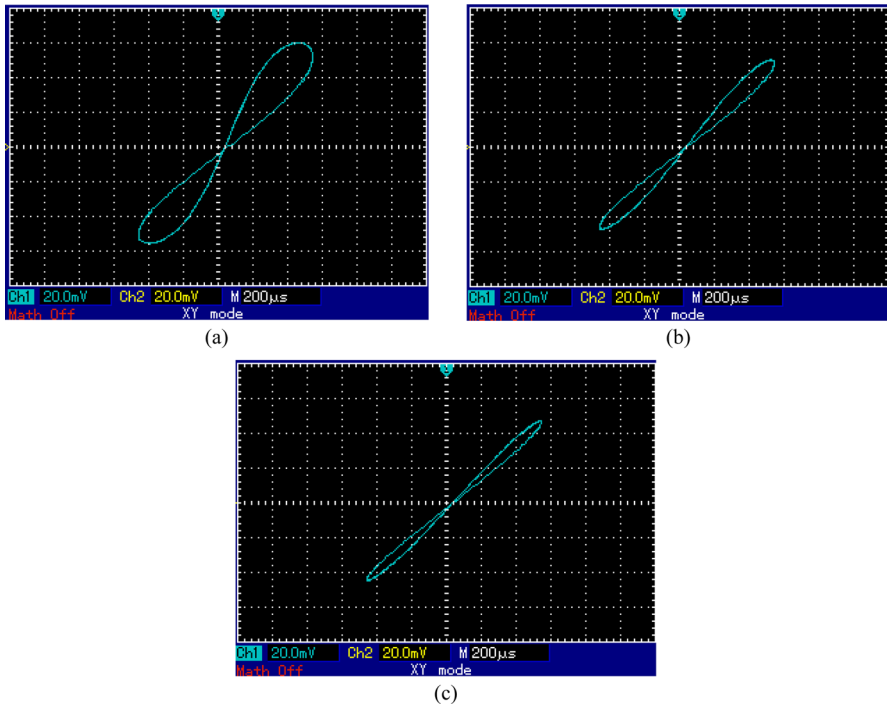 Ch1 20.0mV Ch2 20.0mV M 200µs
Math Off XY mode
(a)
Ch1 20.0mV Ch2 20.0mV M 200µs
Math Off XY mode
(b)
Ch1 20.0mV Ch2 20.0mV M 200µs
Math Off XY mode
(c)